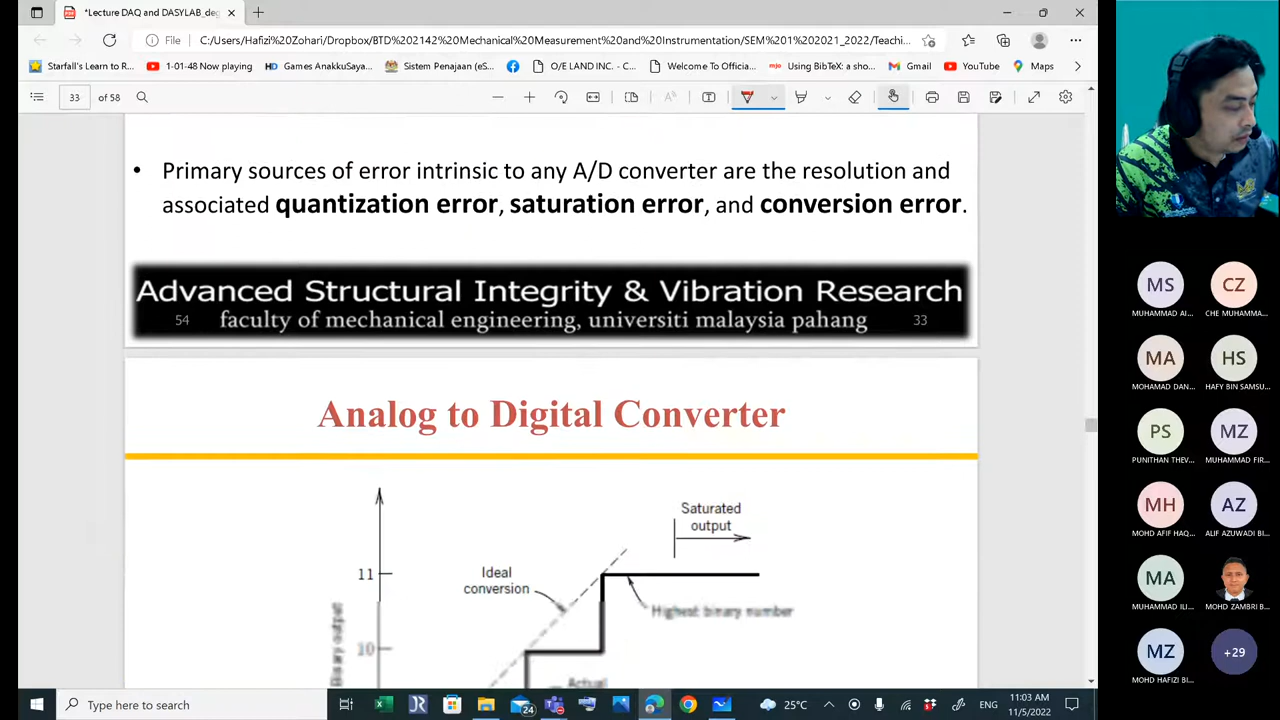 *Lecture DAQ and DASYLAB_deg
File C:/Users/Hafizi%20Zohari/Dropbox/BTD%202142%20Mechanical%20Measurement%20and%20Instrumentation/SEM%201%202021_2022/Teachi...
Starfall's Learn to R... 1-01-48 Now playing Games AnakkuSaya... Sistem Penajaan (eS... O/E LAND INC. - C... Welcome To Officia... Using BibTeX: a sho... Gmail YouTube Maps
33 of 58
• Primary sources of error intrinsic to any A/D converter are the resolution and
associated quantization error, saturation error, and conversion error.
Advanced Structural Integrity & Vibration Research
54 faculty of mechanical engineering, universiti malaysia pahang 33
Analog to Digital Converter
Saturated
output
Ideal
conversion
11
Highest binary number
10
Binary output
Actual
Type here to search
24
25°C
ENG
11:03 AM
11/5/2022
MS CZ
MUHAMMAD AI... CHE MUHAMMA...
MA HS
MOHAMAD DAN... HAFY BIN SAMSU...
PS MZ
PUNITHAN THEV... MUHAMMAD FIR...
MH AZ
MOHD AFIF HAQ... ALIF AZUWADI BI...
MA
MUHAMMAD ILI... MOHD ZAMBRI B...
MZ +29
MOHD HAFIZI BI...